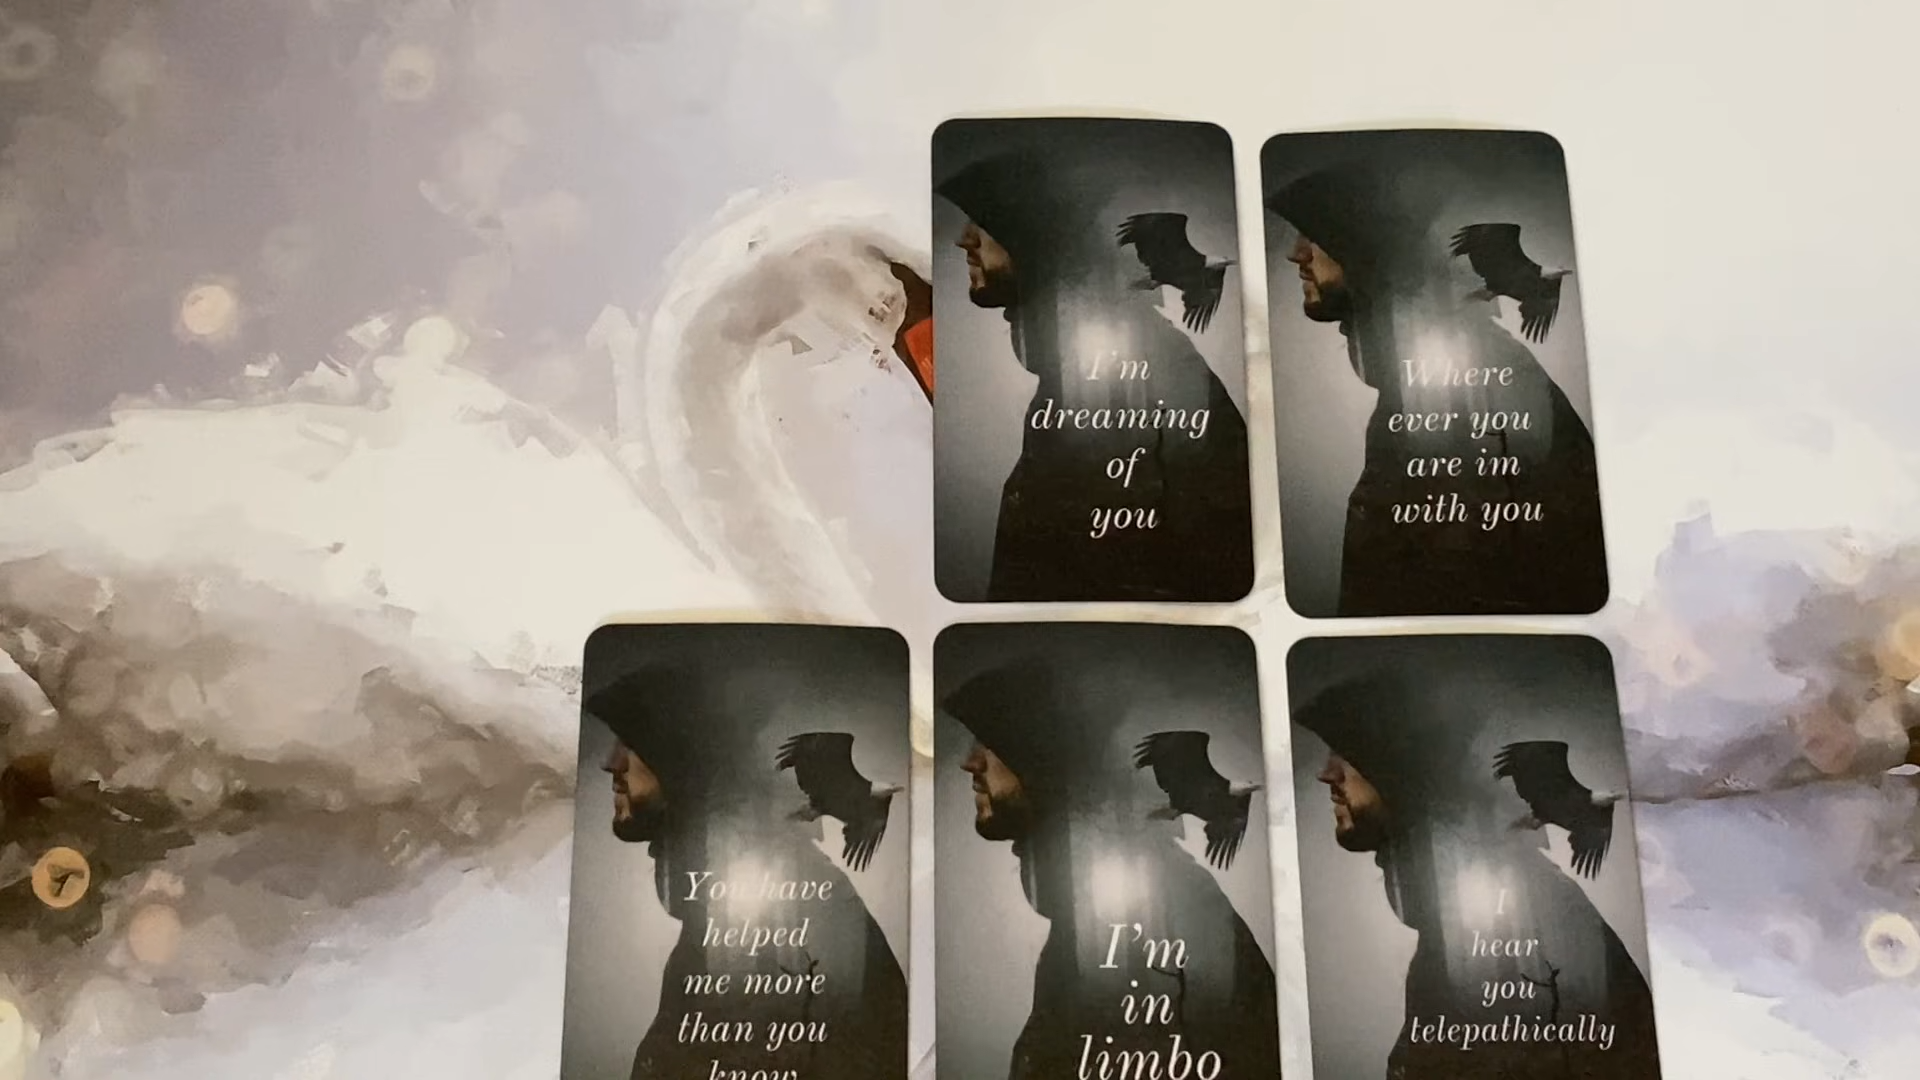 I'm
dreaming
of
you
Where
ever you
are im
with you
You have
helped
me more
than you
know
I'm
in
limbo
I
hear
you
telepathically